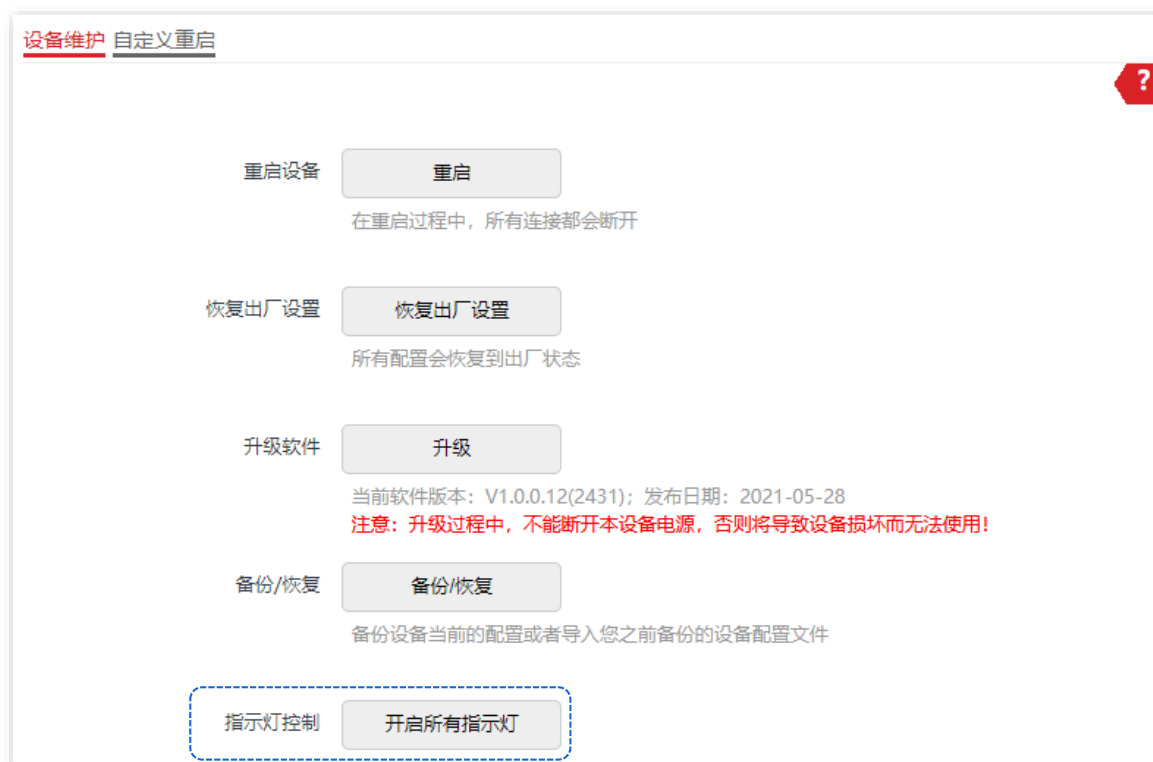 设备维护 自定义重启
?
重启设备 重启
在重启过程中，所有连接都会断开
恢复出厂设置 恢复出厂设置
所有配置会恢复到出厂状态
升级软件 升级
当前软件版本：V1.0.0.12(2431)；发布日期：2021-05-28
注意：升级过程中，不能断开本设备电源，否则将导致设备损坏而无法使用！
备份/恢复 备份/恢复
备份设备当前的配置或者导入您之前备份的设备配置文件
指示灯控制 开启所有指示灯